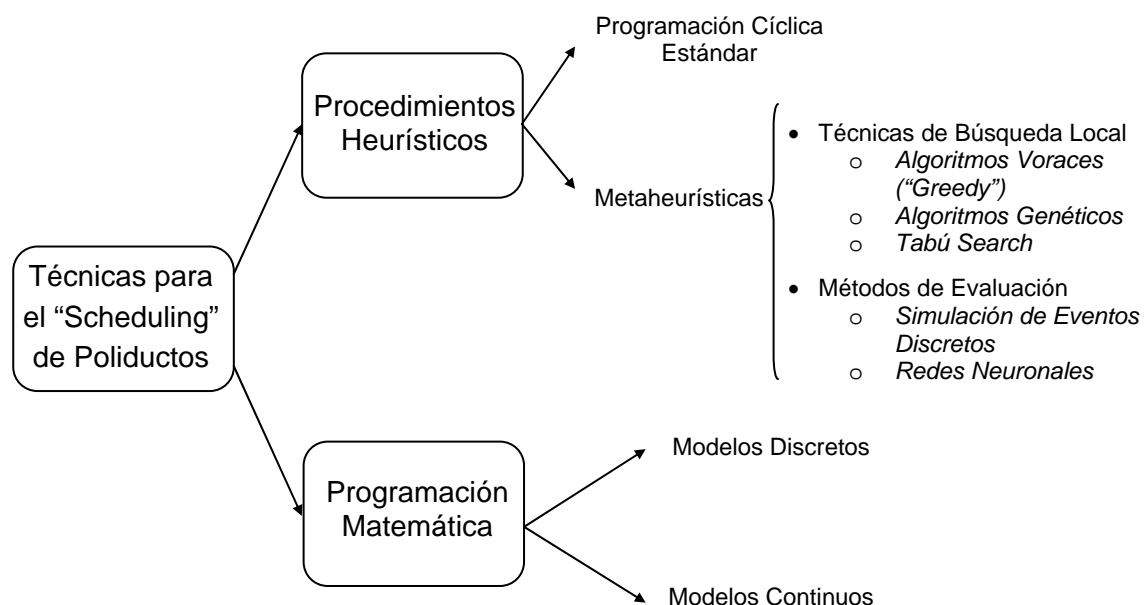 Programación Cíclica
Estándar
Procedimientos
Heurísticos
• Técnicas de Búsqueda Local
o Algoritmos Voraces
(“Greedy”)
o Algoritmos Genéticos
o Tabú Search
Metaheurísticas
• Métodos de Evaluación
o Simulación de Eventos
Discretos
o Redes Neuronales
Técnicas para
el “Scheduling”
de Poliductos
Modelos Discretos
Programación
Matemática
Modelos Continuos